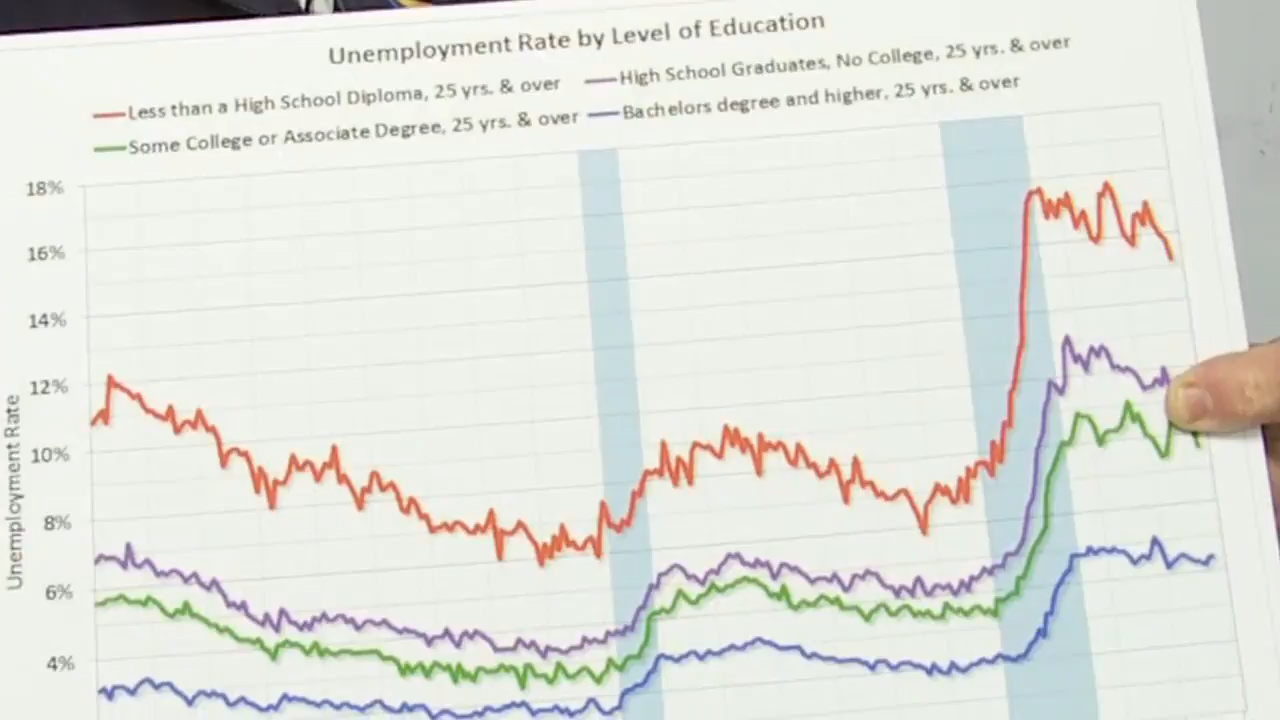 Unemployment Rate by Level of Education
Less than a High School Diploma, 25 yrs. & over
High School Graduates, No College, 25 yrs. & over
Some College or Associate Degree, 25 yrs. & over
Bachelors degree and higher, 25 yrs. & over
18%
16%
14%
12%
10%
8%
6%
4%
Unemployment Rate